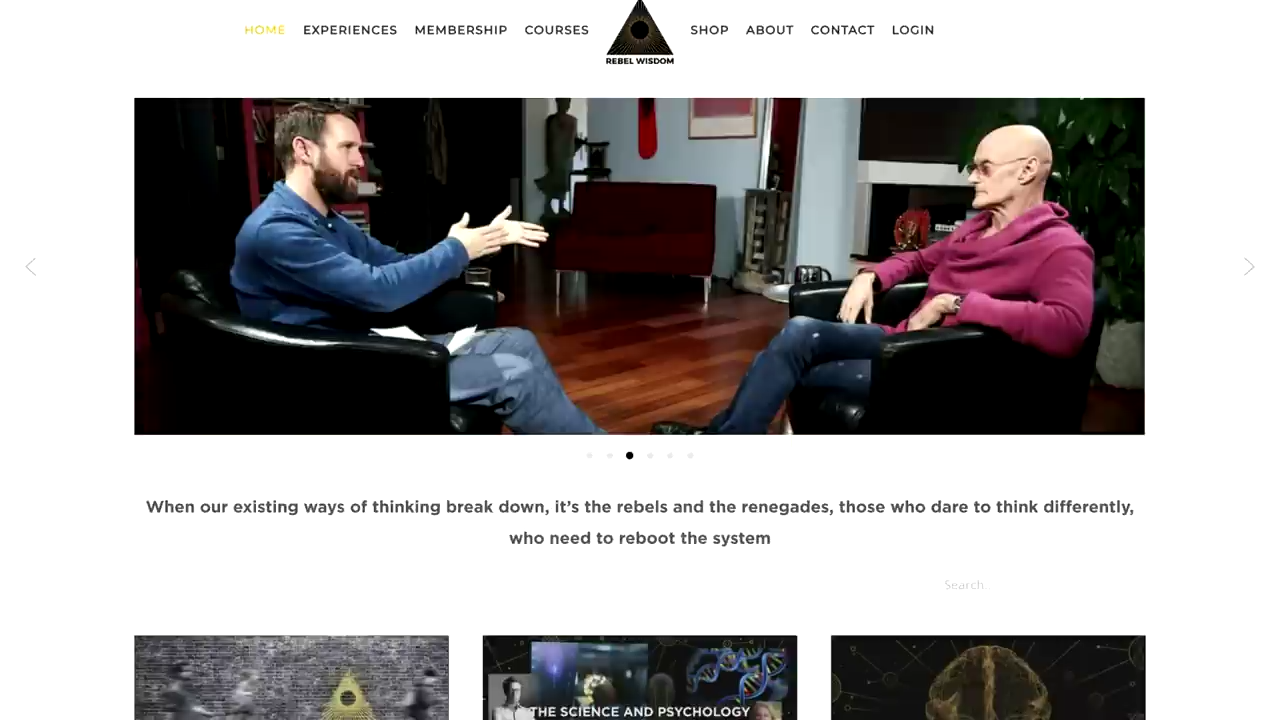 HOME EXPERIENCES MEMBERSHIP COURSES SHOP ABOUT CONTACT LOGIN
REBEL WISDOM
When our existing ways of thinking break down, it's the rebels and the renegades, those who dare to think differently,
who need to reboot the system
Search...
THE SCIENCE AND PSYCHOLOGY